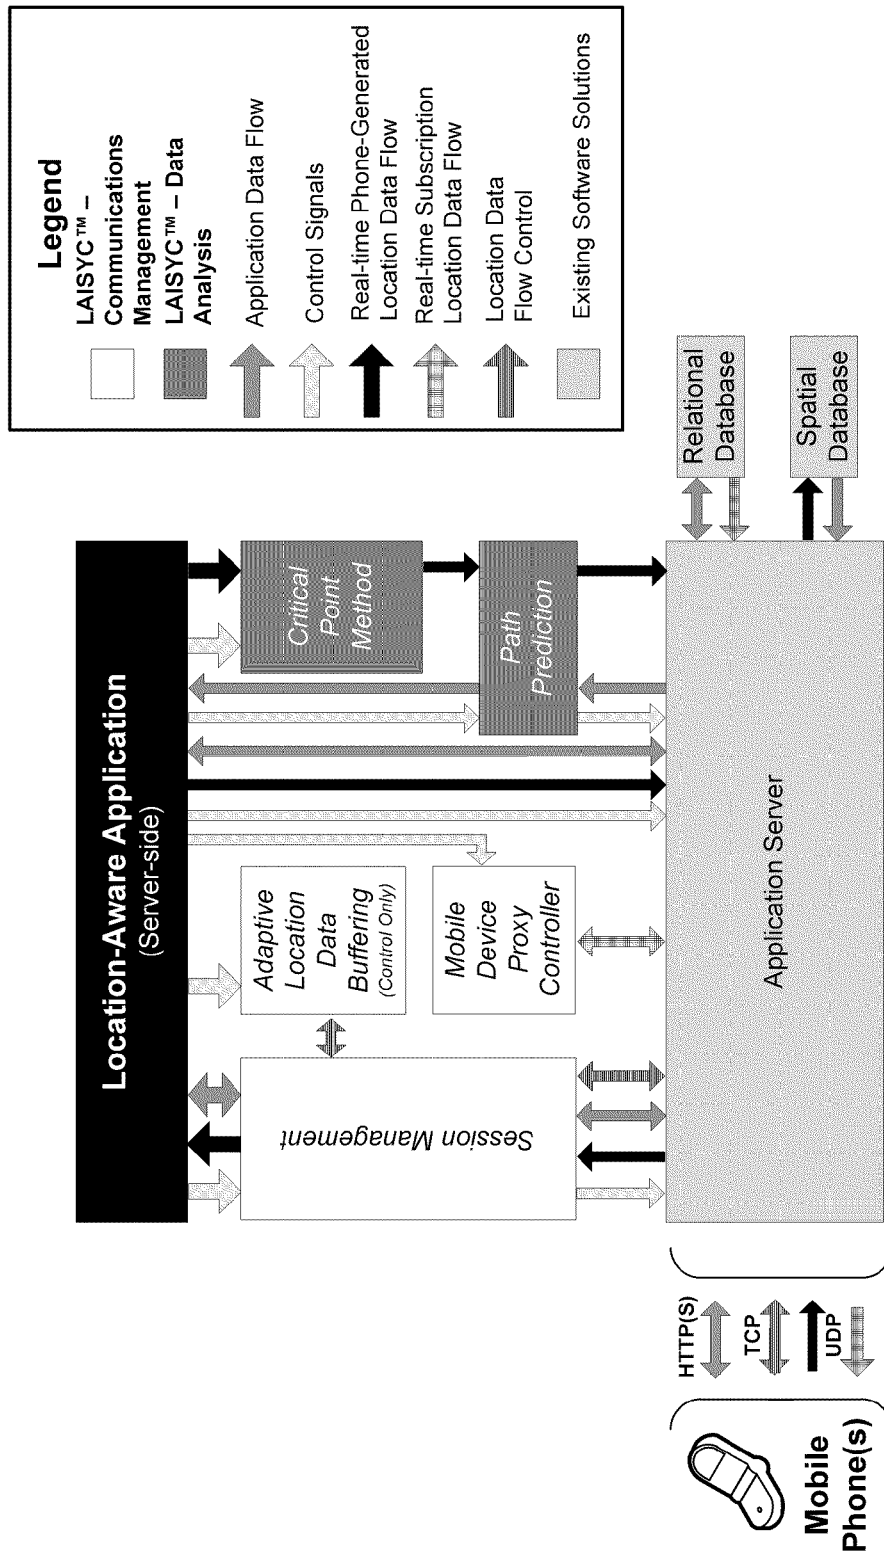 Location-Aware Application
(Server-side)
Session Management
Adaptive
Location
Data
Buffering
(Control Only)
Mobile
Device
Proxy
Controller
Critical
Point
Method
Path
Prediction
Application Server
Relational
Database
Spatial
Database
Mobile
Phone(s)
HTTP(S)
TCP
UDP
Legend
LAISYC™ –
Communications
Management
LAISYC™ – Data
Analysis
Application Data Flow
Control Signals
Real-time Phone-Generated
Location Data Flow
Real-time Subscription
Location Data Flow
Location Data
Flow Control
Existing Software Solutions